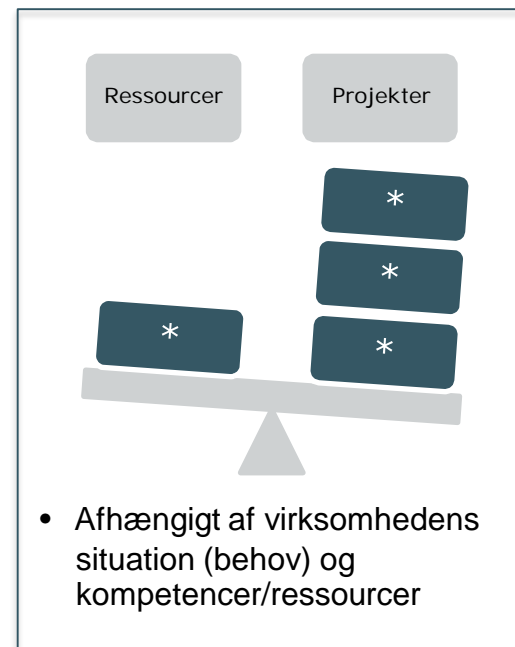 Ressourcer
Projekter
*
*
*
*
• Afhængigt af virksomhedens
situation (behov) og
kompetencer/ressourcer